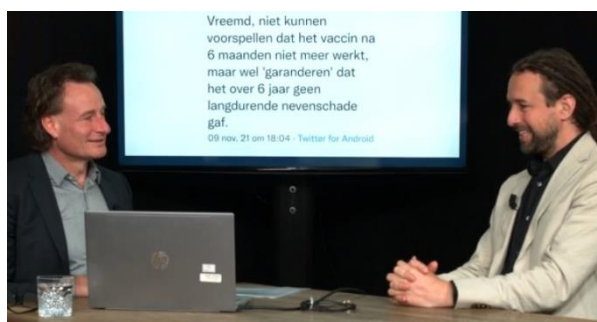 Vreemd, niet kunnen
voorspellen dat het vaccin na
6 maanden niet meer werkt,
maar wel 'garanderen' dat
het over 6 jaar geen
langdurende nevenschade
gaf.
09 nov. 21 om 18:04 · Twitter for Android
hp